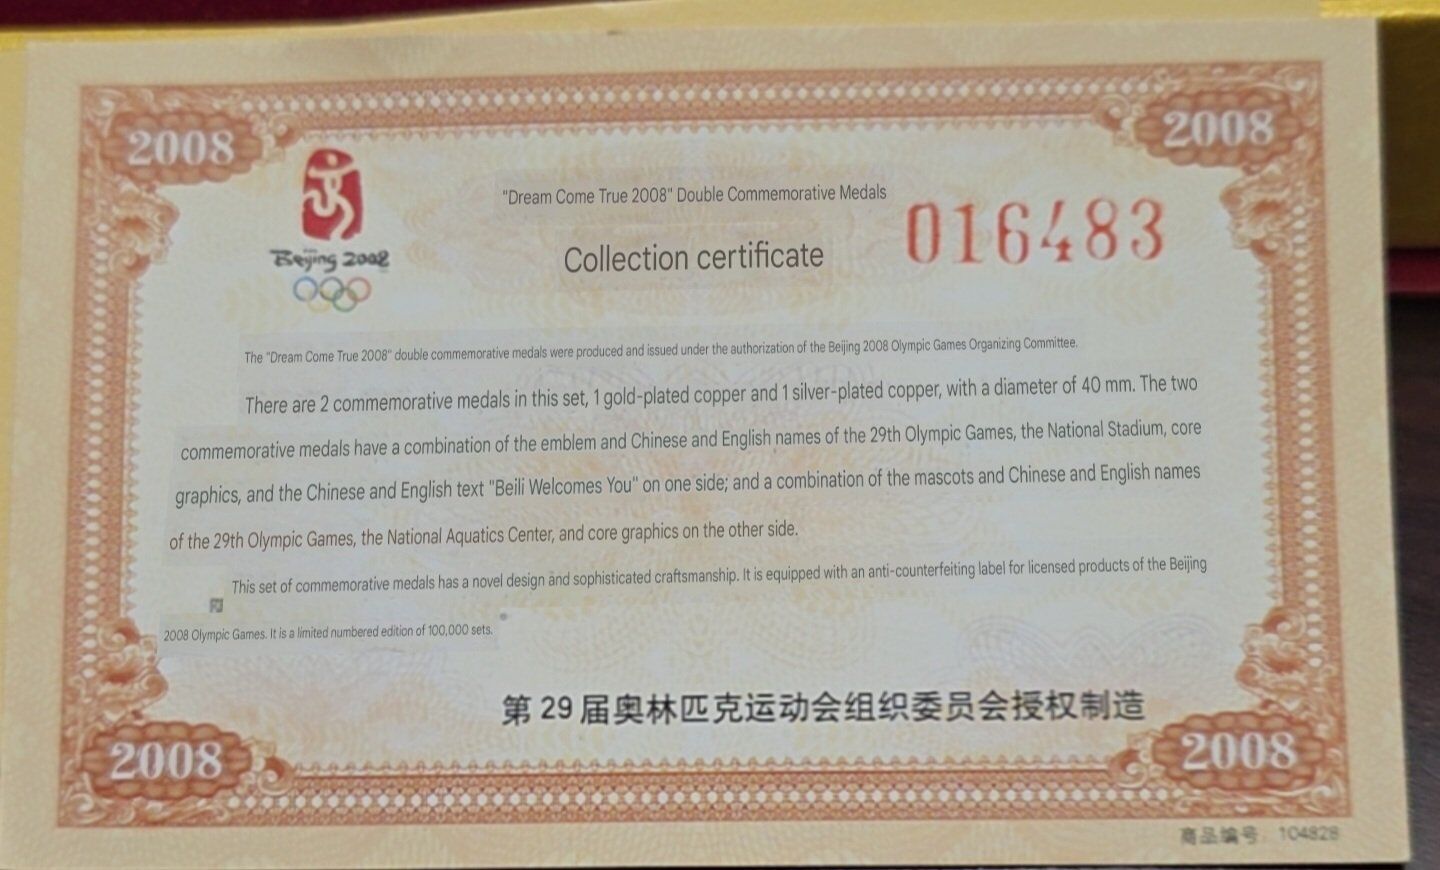 2008
2008
Beijing 2008
"Dream Come True 2008" Double Commemorative Medals
016483
Collection certificate
The "Dream Come True 2008" double commemorative medals were produced and issued under the authorization of the Beijing 2008 Olympic Games Organizing Committee.
There are 2 commemorative medals in this set, 1 gold-plated copper and 1 silver-plated copper, with a diameter of 40 mm. The two
commemorative medals have a combination of the emblem and Chinese and English names of the 29th Olympic Games, the National Stadium, core
graphics, and the Chinese and English text "Beili Welcomes You" on one side; and a combination of the mascots and Chinese and English names
of the 29th Olympic Games, the National Aquatics Center, and core graphics on the other side.
This set of commemorative medals has a novel design and sophisticated craftsmanship. It is equipped with an anti-counterfeiting label for licensed products of the Beijing
2008 Olympic Games. It is a limited numbered edition of 100,000 sets.
第 29 届奥林匹克运动会组织委员会授权制造
2008
2008
商品编号：104828